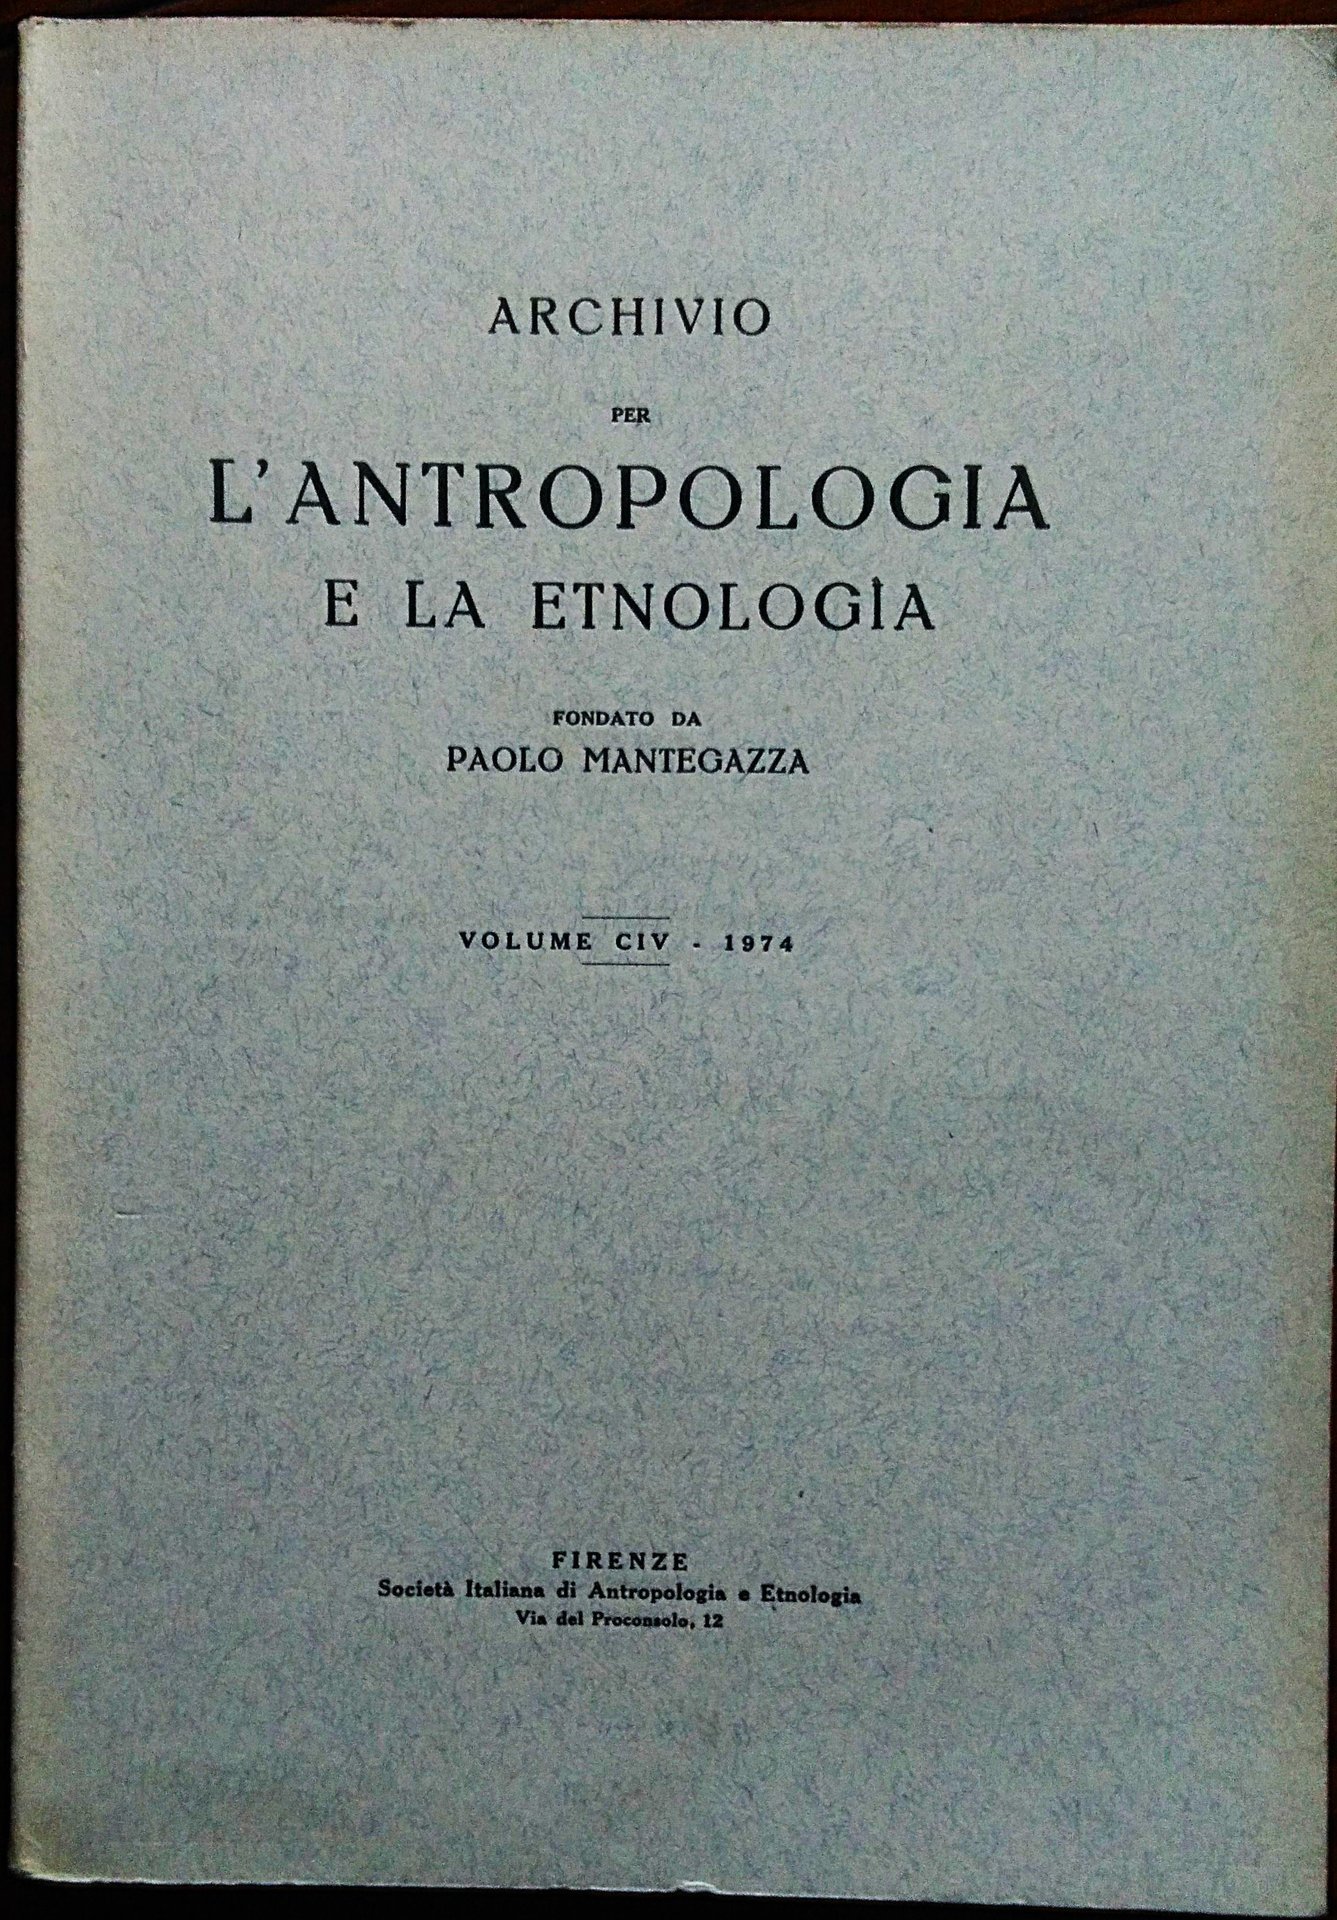 ARCHIVIO
PER
L'ANTROPOLOGIA
E LA ETNOLOGIA
FONDATO DA
PAOLO MANTEGAZZA
VOLUME CIV - 1974
FIRENZE
Società Italiana di Antropologia e Etnologia
Via del Proconsolo, 12